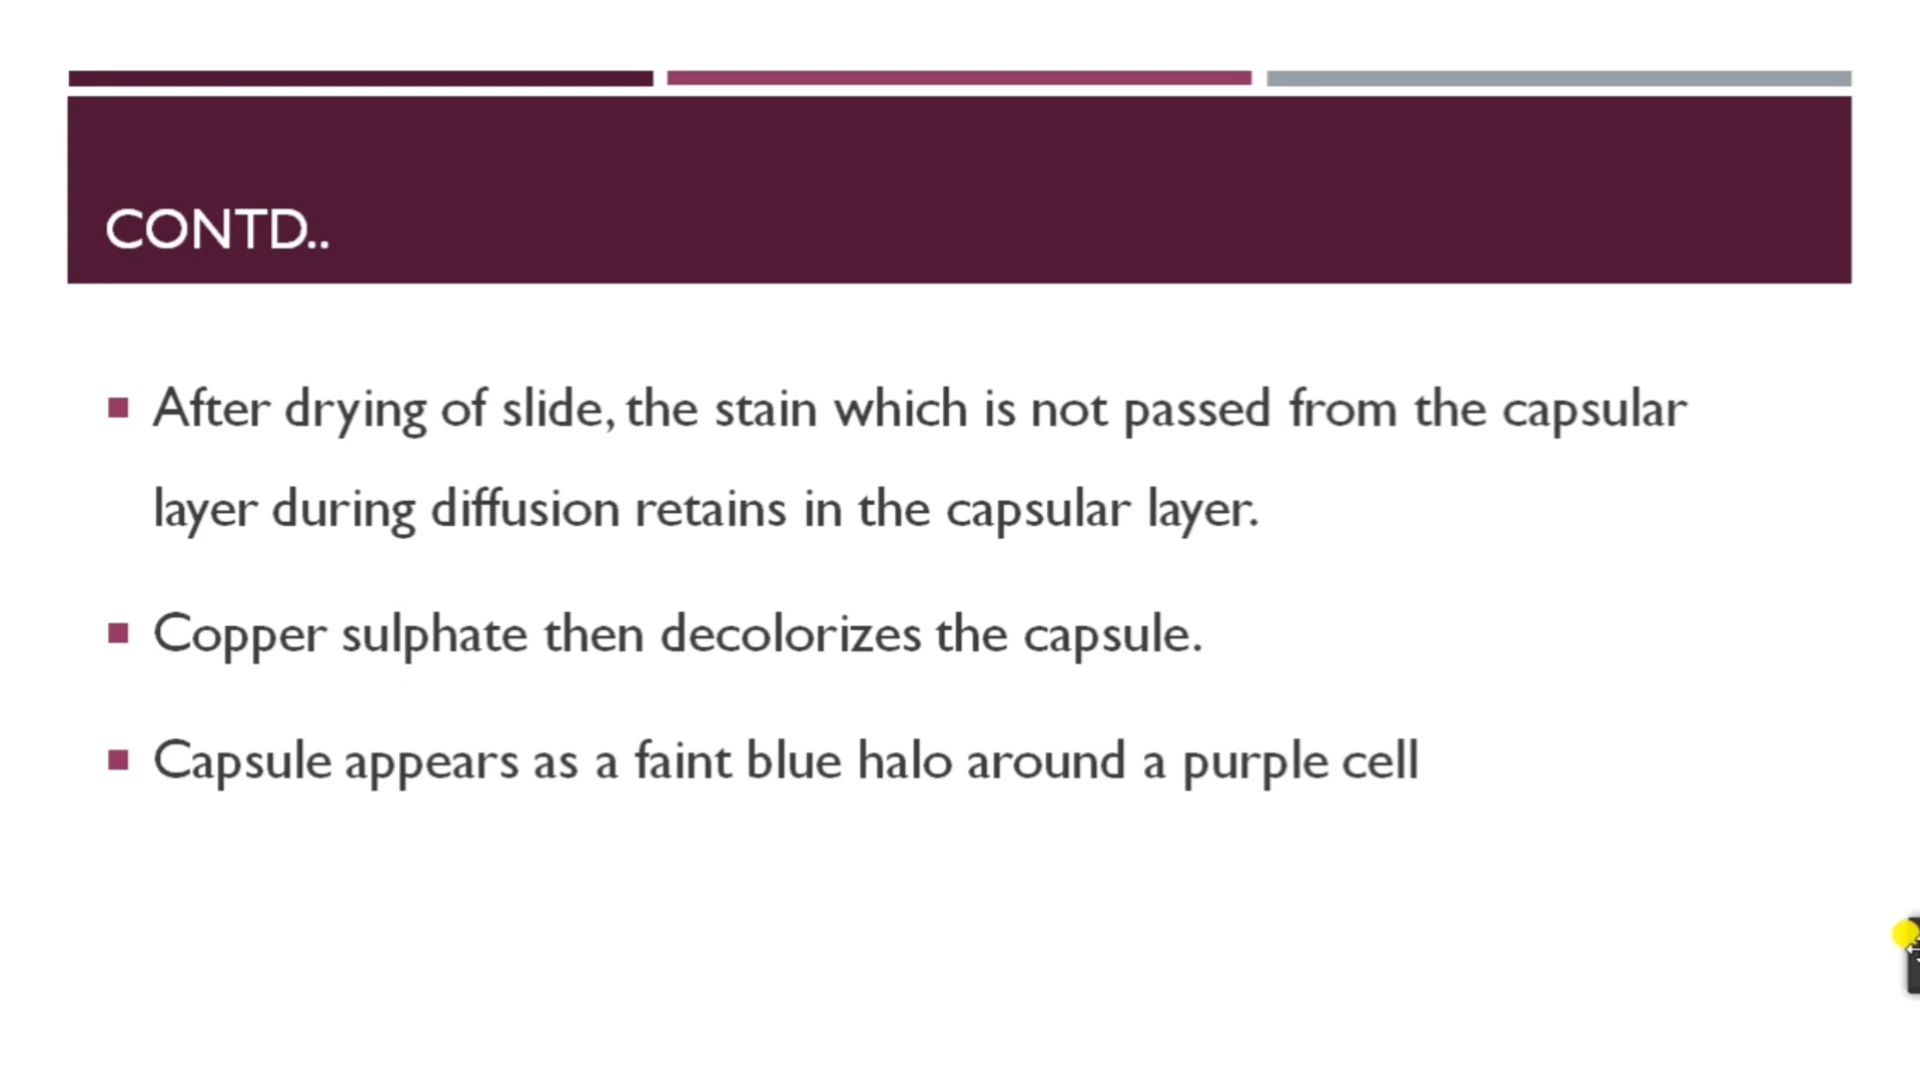 CONTD..
After drying of slide, the stain which is not passed from the capsular
layer during diffusion retains in the capsular layer.
Copper sulphate then decolorizes the capsule.
Capsule appears as a faint blue halo around a purple cell